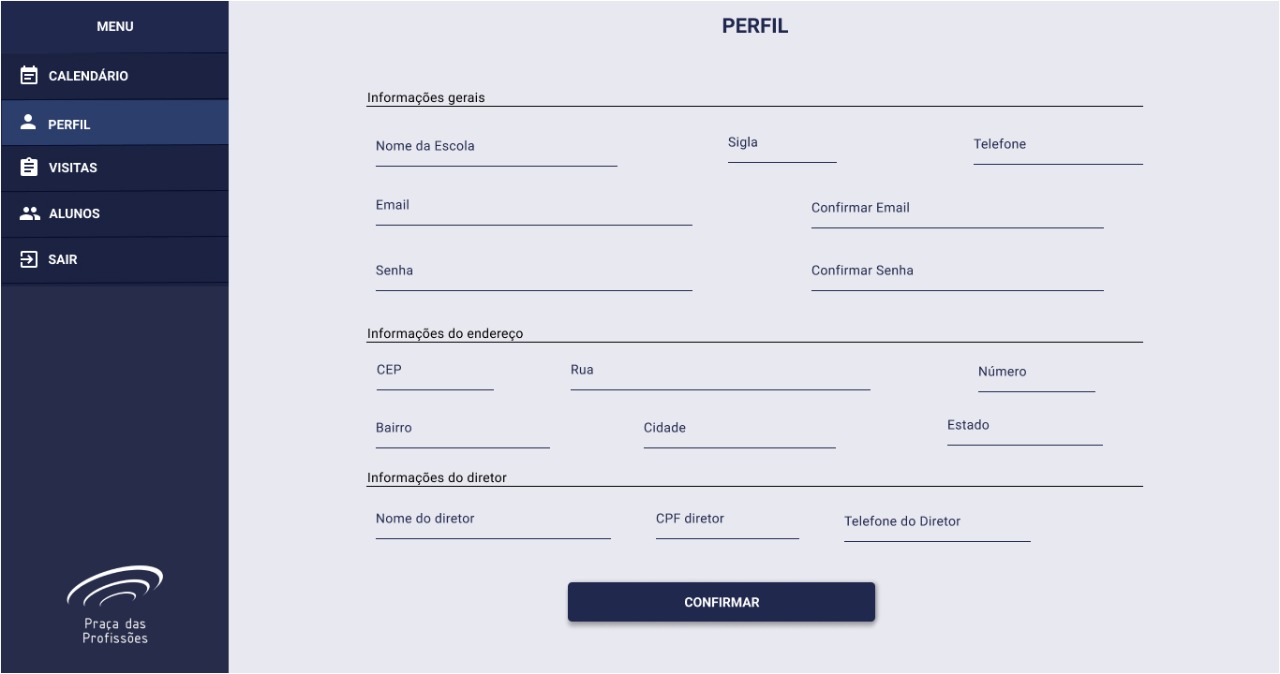 MENU
CALENDÁRIO
PERFIL
VISITAS
ALUNOS
SAIR
Praça das
Profissões
PERFIL
Informações gerais
Nome da Escola Sigla Telefone
Email Confirmar Email
Senha Confirmar Senha
Informações do endereço
CEP Rua Número
Bairro Cidade Estado
Informações do diretor
Nome do diretor CPF diretor Telefone do Diretor
CONFIRMAR